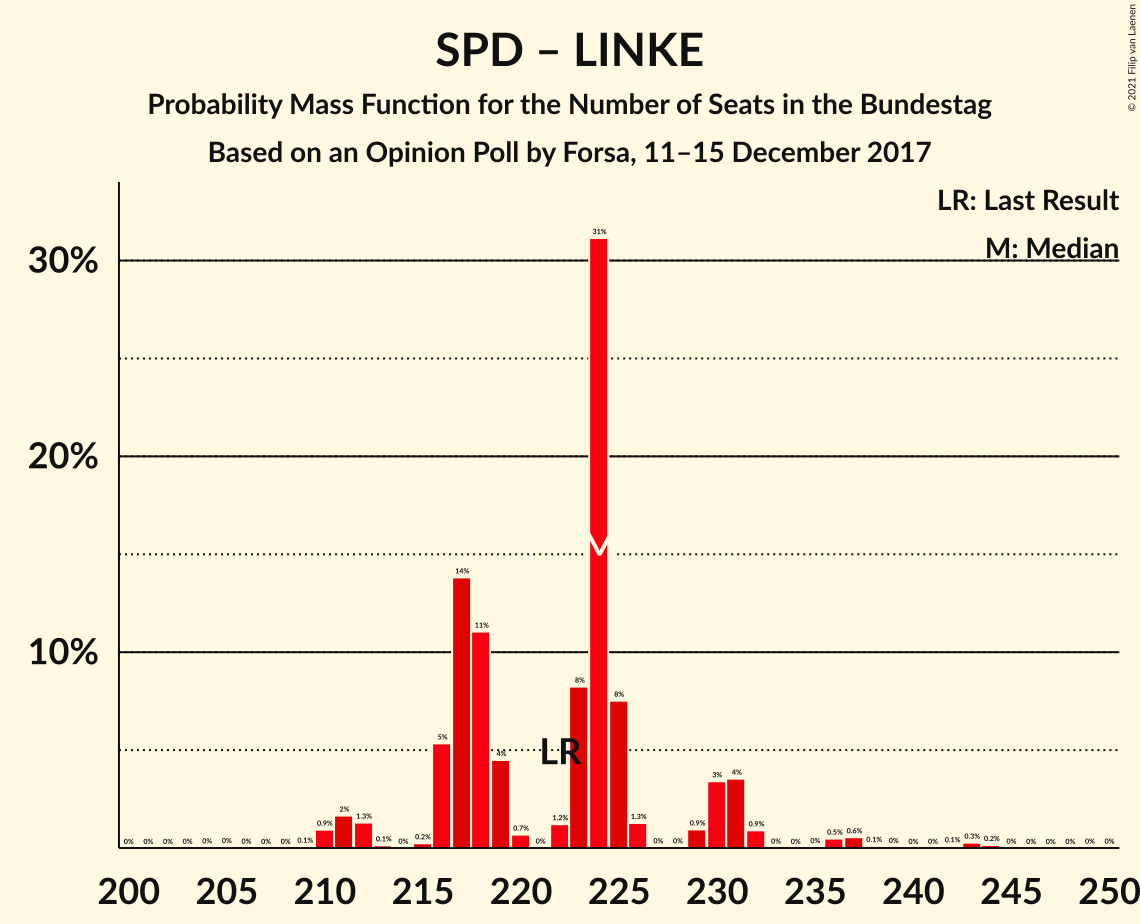 SPD – LINKE
Probability Mass Function for the Number of Seats in the Bundestag
Based on an Opinion Poll by Forsa, 11–15 December 2017
© 2021 Filip van Laenen
LR: Last Result
M: Median
30%
20%
10%
0% 0% 0% 0% 0% 0% 0% 0% 0% 0.1% 0.9% 2% 1.3% 0.1% 0% 0.2% 5% 14% 11% 4% 0.7% 0% 1.2% 8% 31% 8% 1.3% 0% 0% 0.9% 3% 4% 0.9% 0% 0% 0% 0.5% 0.6% 0.1% 0% 0% 0% 0.1% 0.3% 0.2% 0% 0% 0% 0% 0% 0%
LR
M
200 205 210 215 220 225 230 235 240 245 250